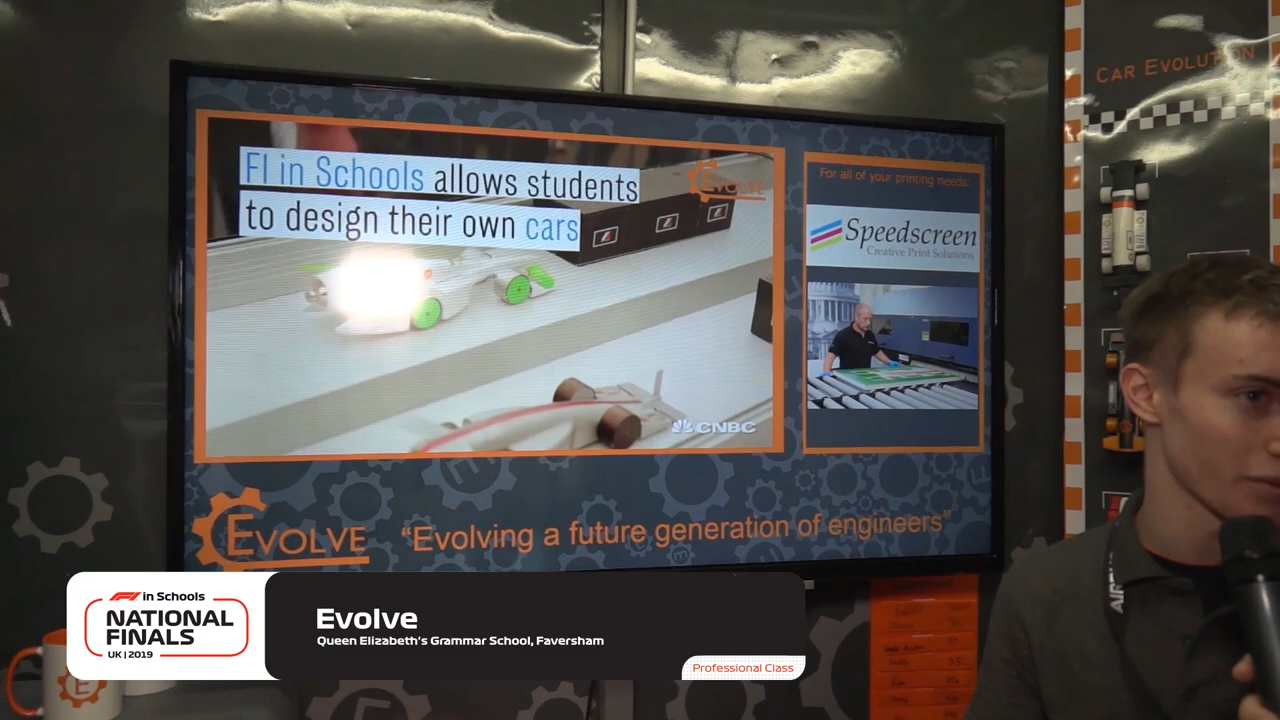 CAR EVOLUTION
F1 in Schools allows students
to design their own cars
EVOLVE
CNBC
For all of your printing needs:
Speedscreen
Creative Print Solutions
EVOLVE
“Evolving a future generation of engineers”
F1 in Schools
NATIONAL
FINALS
UK | 2019
Evolve
Queen Elizabeth's Grammar School, Faversham
Professional Class
E